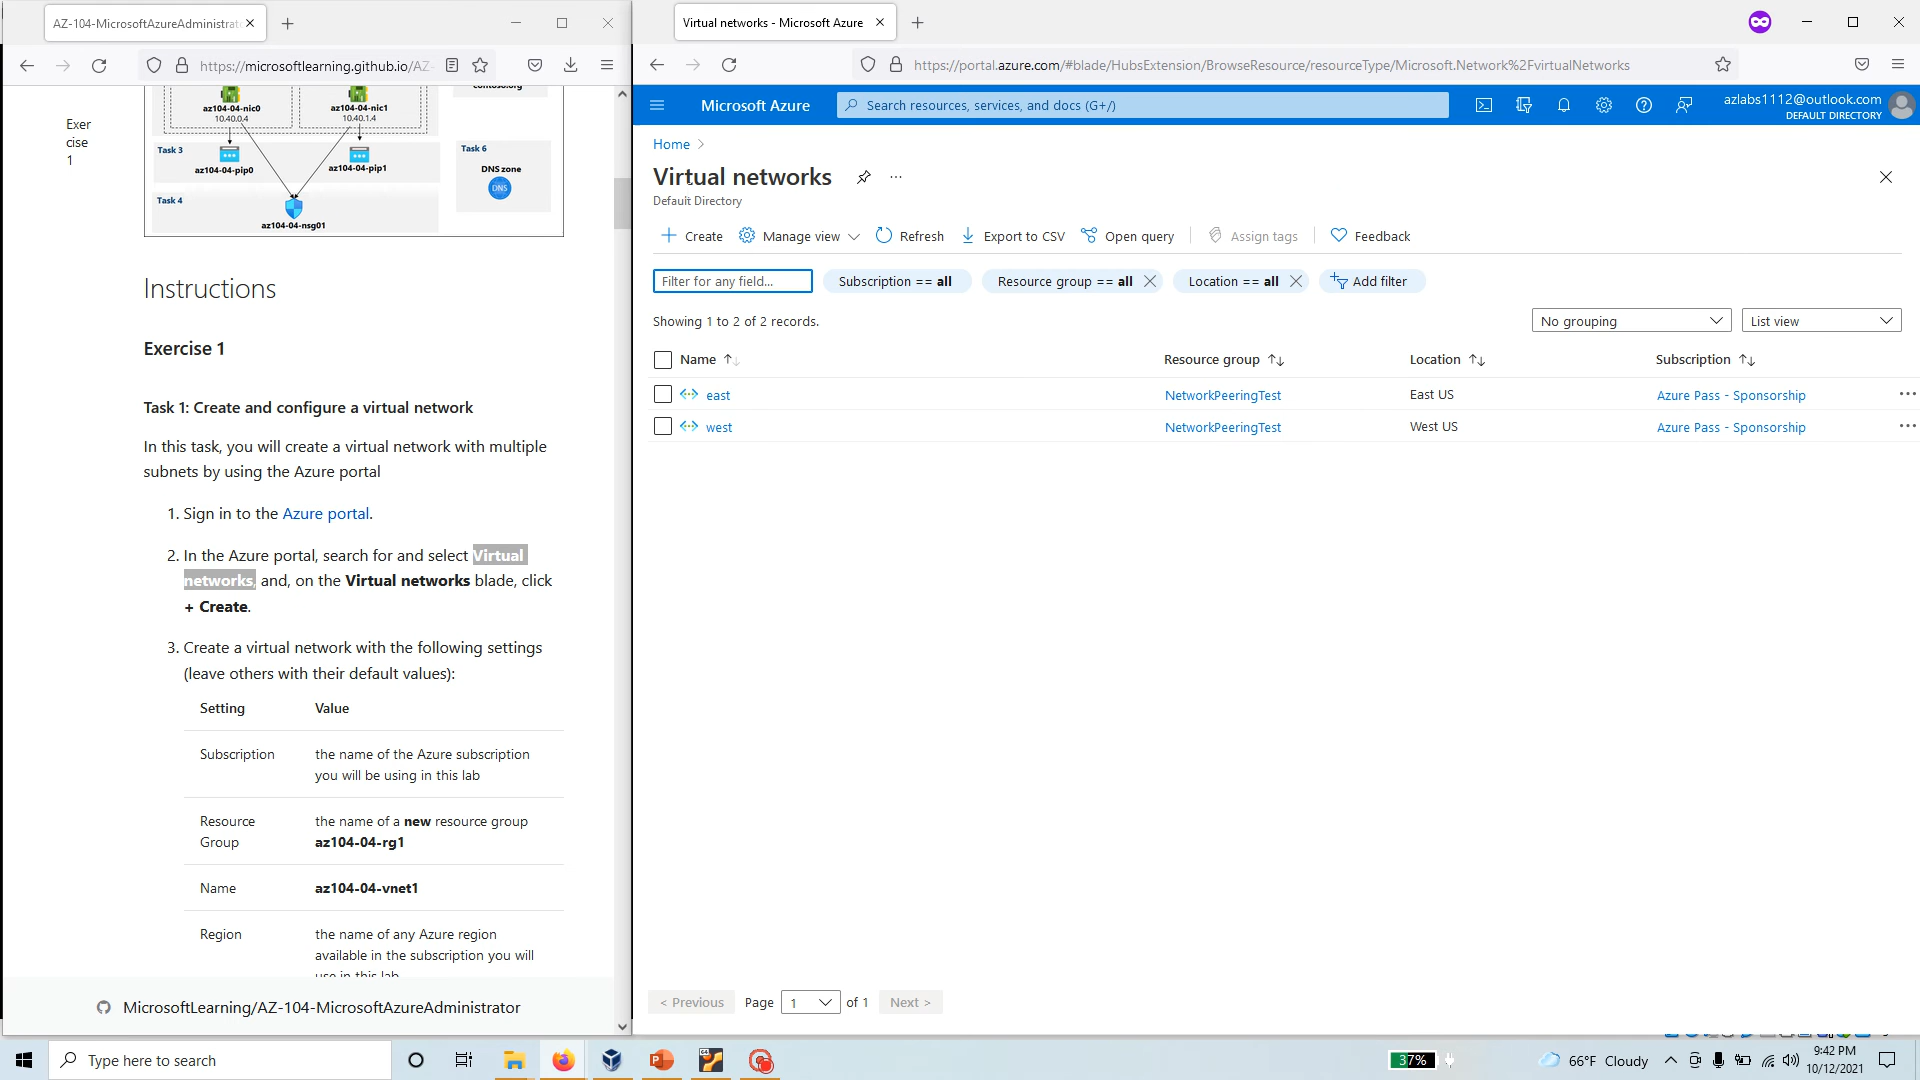 AZ-104-MicrosoftAzureAdministrat
https://microsoftlearning.github.io/AZ-
Exer
cise
1
az104-04-nic0
10.40.0.4
az104-04-nic1
10.40.1.4
contoso.org
Task 3
az104-04-pip0
az104-04-pip1
Task 6
DNS zone
DNS
Task 4
az104-04-nsg01
Instructions
Exercise 1
Task 1: Create and configure a virtual network
In this task, you will create a virtual network with multiple
subnets by using the Azure portal
1. Sign in to the Azure portal.
2. In the Azure portal, search for and select Virtual
networks, and, on the Virtual networks blade, click
+ Create.
3. Create a virtual network with the following settings
(leave others with their default values):
Setting Value
Subscription the name of the Azure subscription
you will be using in this lab
Resource the name of a new resource group
Group az104-04-rg1
Name az104-04-vnet1
Region the name of any Azure region
available in the subscription you will
use in this lab
MicrosoftLearning/AZ-104-MicrosoftAzureAdministrator
Virtual networks - Microsoft Azure
https://portal.azure.com/#blade/HubsExtension/BrowseResource/resourceType/Microsoft.Network%2FvirtualNetworks
Microsoft Azure
Search resources, services, and docs (G+/)
azlabs1112@outlook.com
DEFAULT DIRECTORY
Home
Virtual networks
Default Directory
Create Manage view Refresh Export to CSV Open query Assign tags Feedback
Filter for any field... Subscription == all Resource group == all Location == all Add filter
Showing 1 to 2 of 2 records. No grouping List view
Name Resource group Location Subscription
east NetworkPeeringTest East US Azure Pass - Sponsorship
west NetworkPeeringTest West US Azure Pass - Sponsorship
< Previous Page 1 of 1 Next >
Type here to search
37%
66°F Cloudy
9:42 PM
10/12/2021